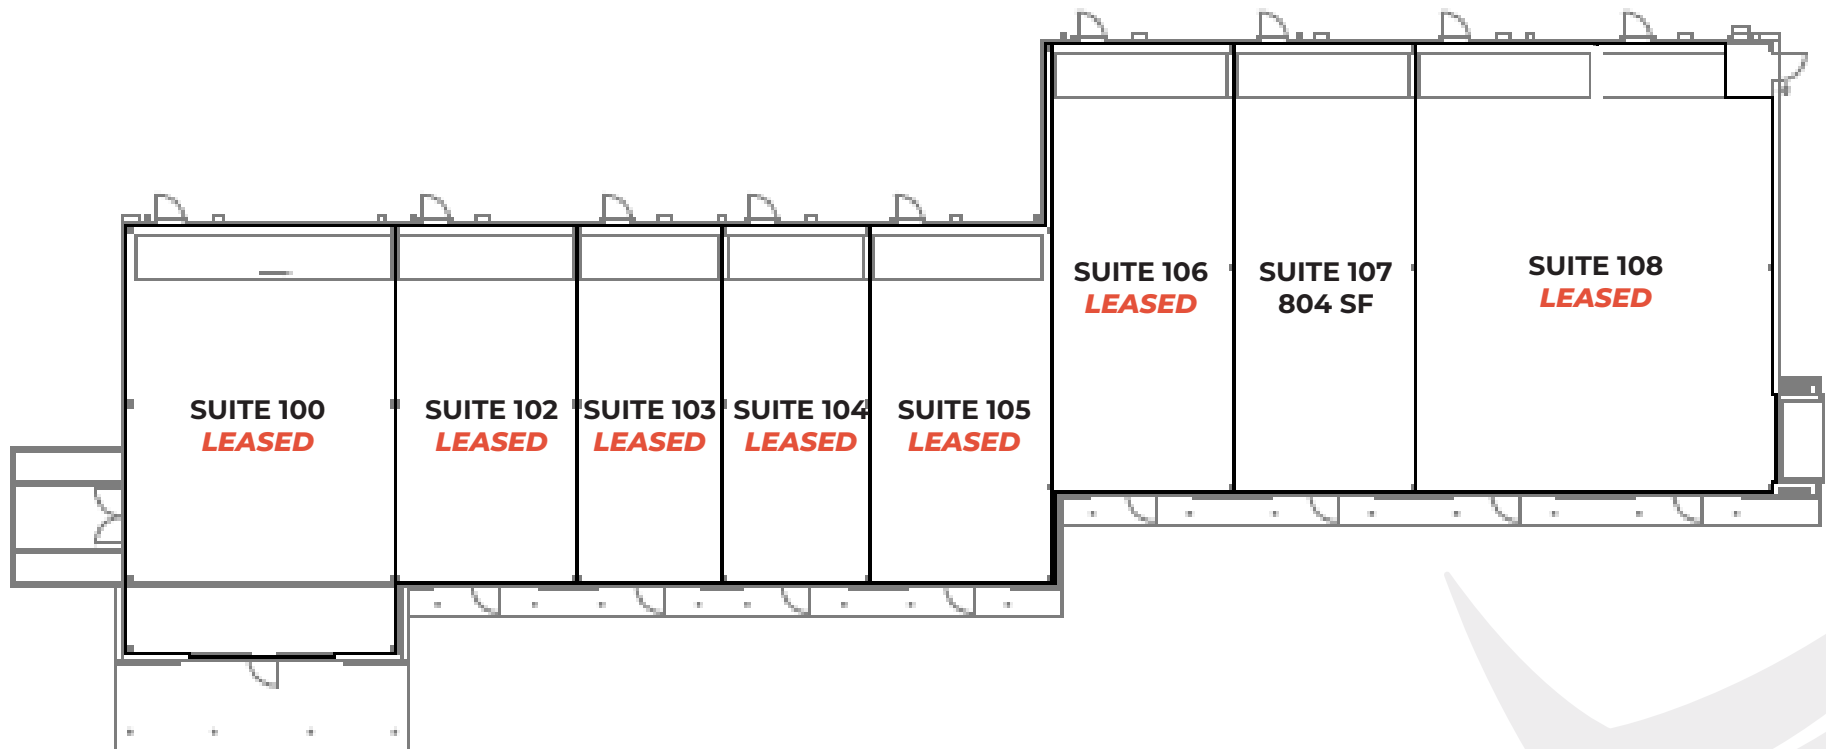 SUITE 100
LEASED
SUITE 102
LEASED
SUITE 103
LEASED
SUITE 104
LEASED
SUITE 105
LEASED
SUITE 106
LEASED
SUITE 107
804 SF
SUITE 108
LEASED